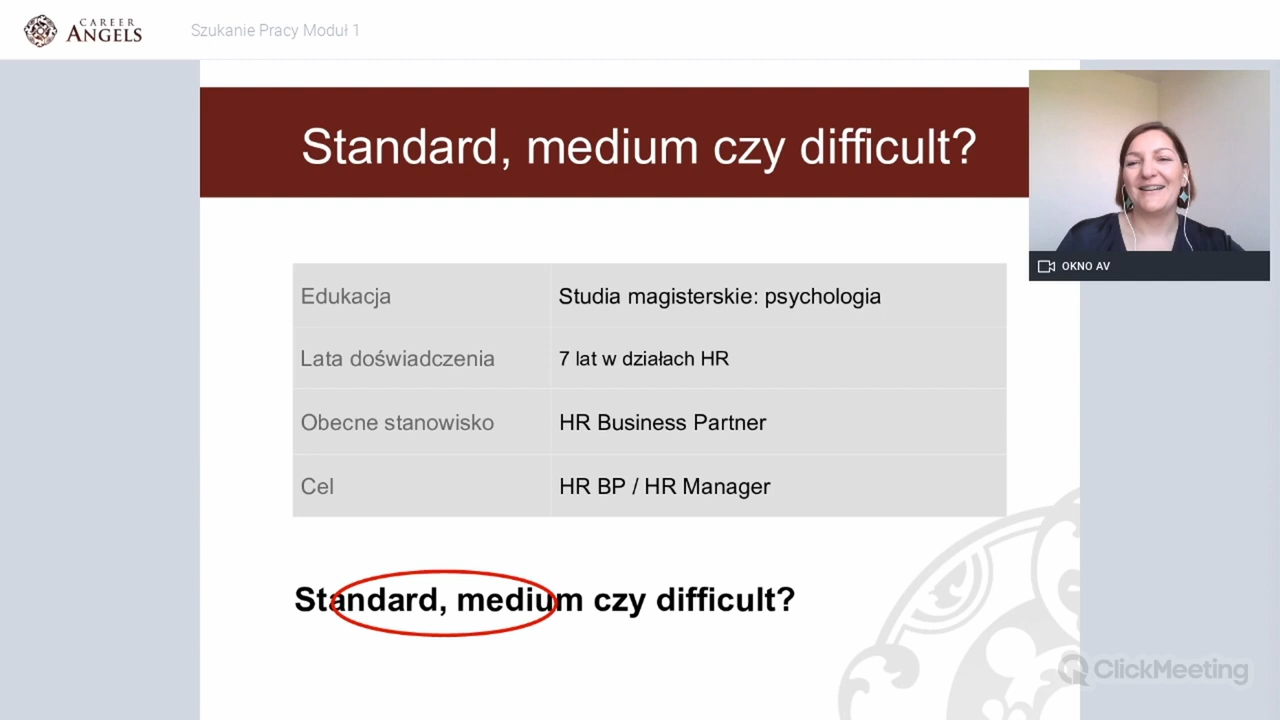 CAREER
ANGELS
Szukanie Pracy Moduł 1
Standard, medium czy difficult?
OKNO AV
Edukacja Studia magisterskie: psychologia
Lata doświadczenia 7 lat w działach HR
Obecne stanowisko HR Business Partner
Cel HR BP / HR Manager
Standard, medium czy difficult?
ClickMeeting